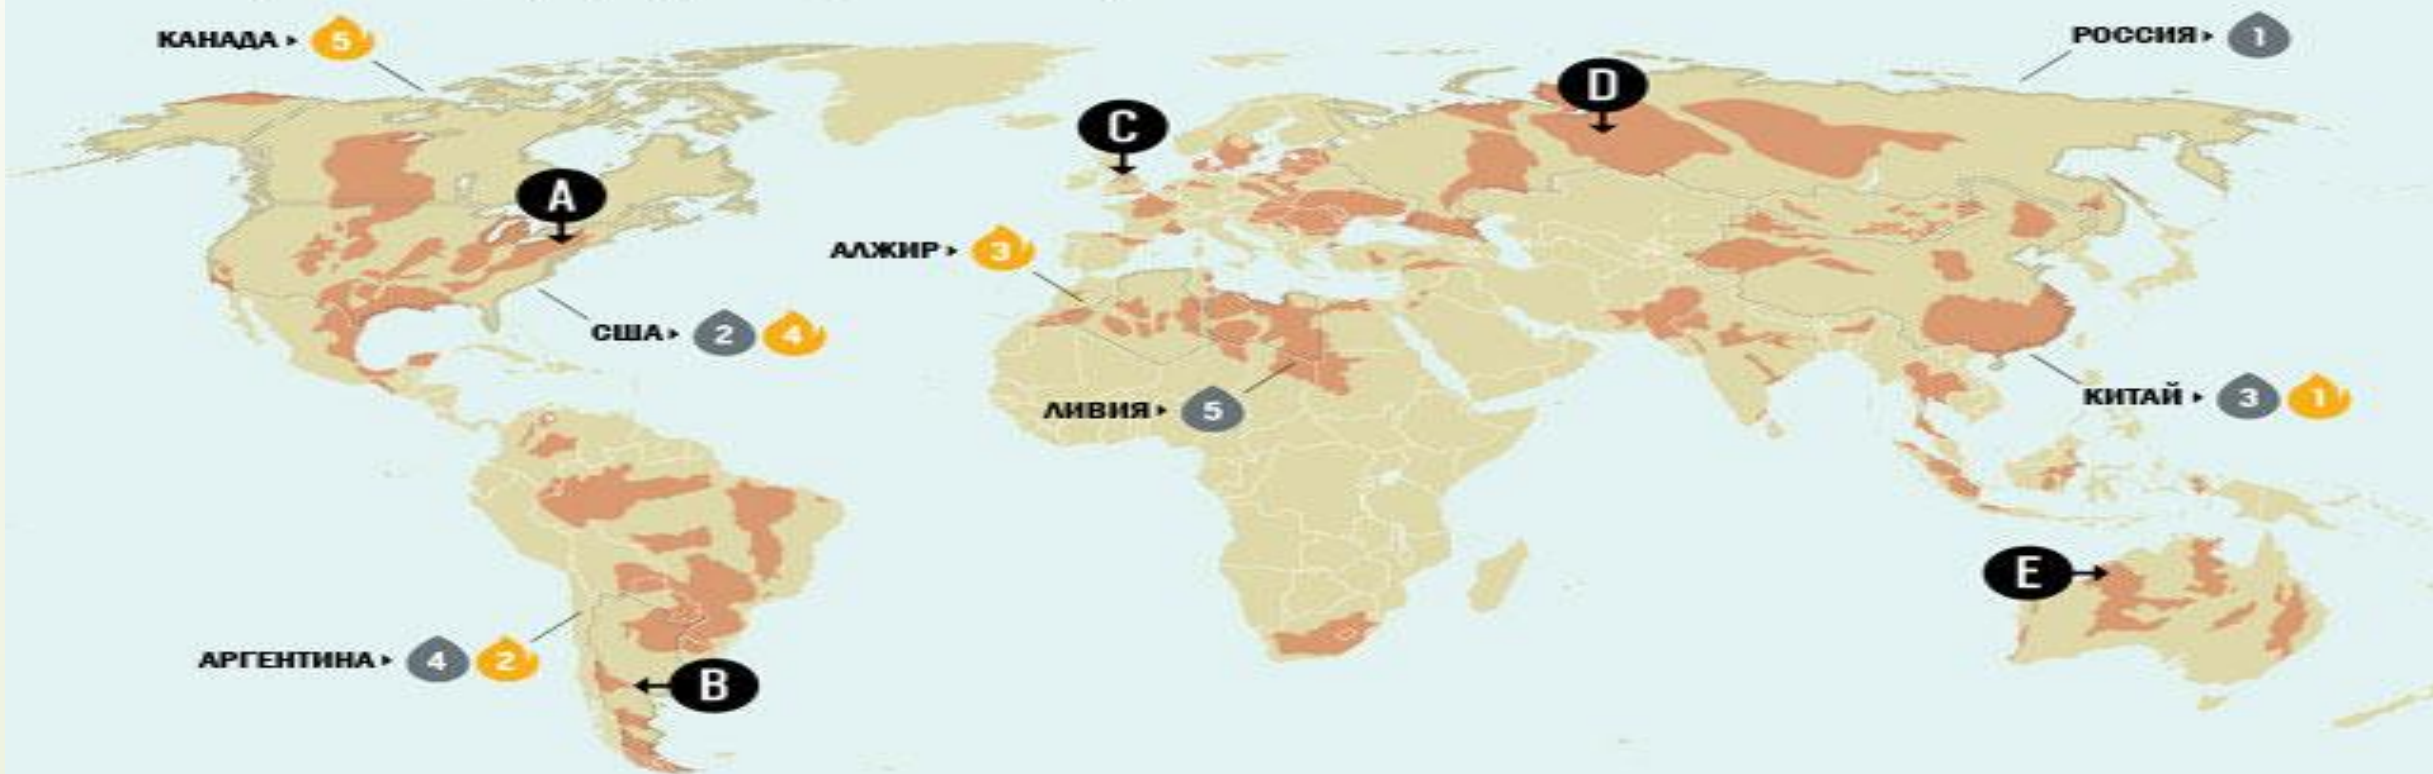 КАНАДА 5
РОССИЯ 1
D
C
A
АЛЖИР 3
США 2 4
ЛИВИЯ 5
КИТАЙ 3 1
E
АРГЕНТИНА 4 2
B